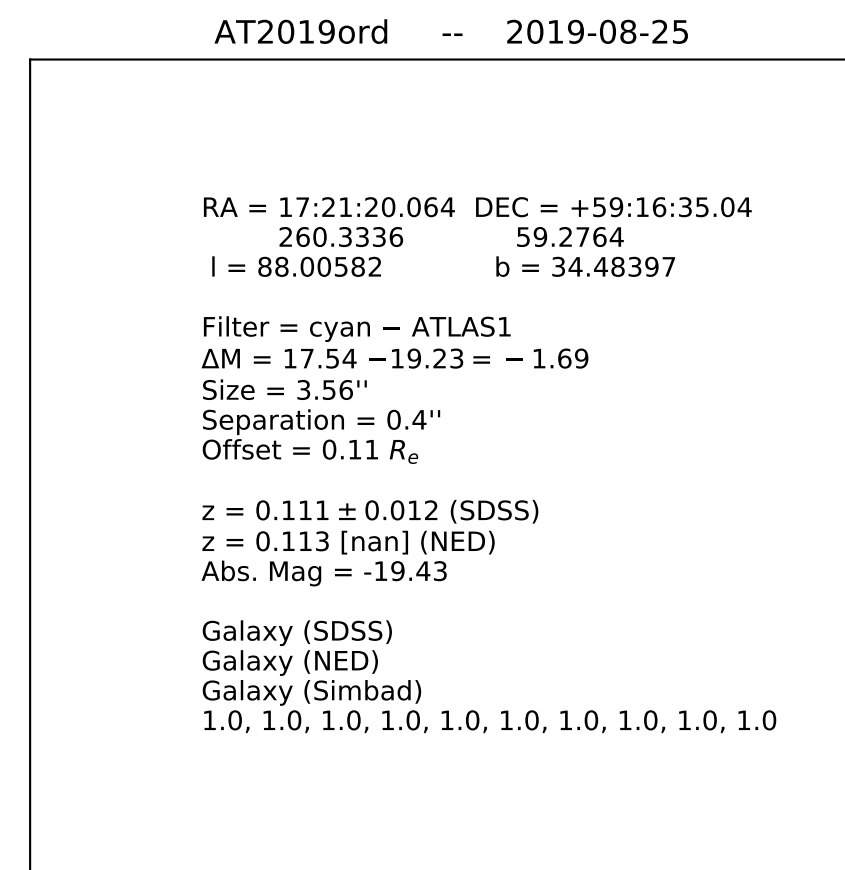 AT2019ord -- 2019-08-25
RA = 17:21:20.064 DEC = +59:16:35.04
260.3336 59.2764
l = 88.00582 b = 34.48397
Filter = cyan − ATLAS1
ΔM = 17.54 −19.23 = − 1.69
Size = 3.56''
Separation = 0.4''
Offset = 0.11 Rₑ
z = 0.111 ± 0.012 (SDSS)
z = 0.113 [nan] (NED)
Abs. Mag = -19.43
Galaxy (SDSS)
Galaxy (NED)
Galaxy (Simbad)
1.0, 1.0, 1.0, 1.0, 1.0, 1.0, 1.0, 1.0, 1.0, 1.0